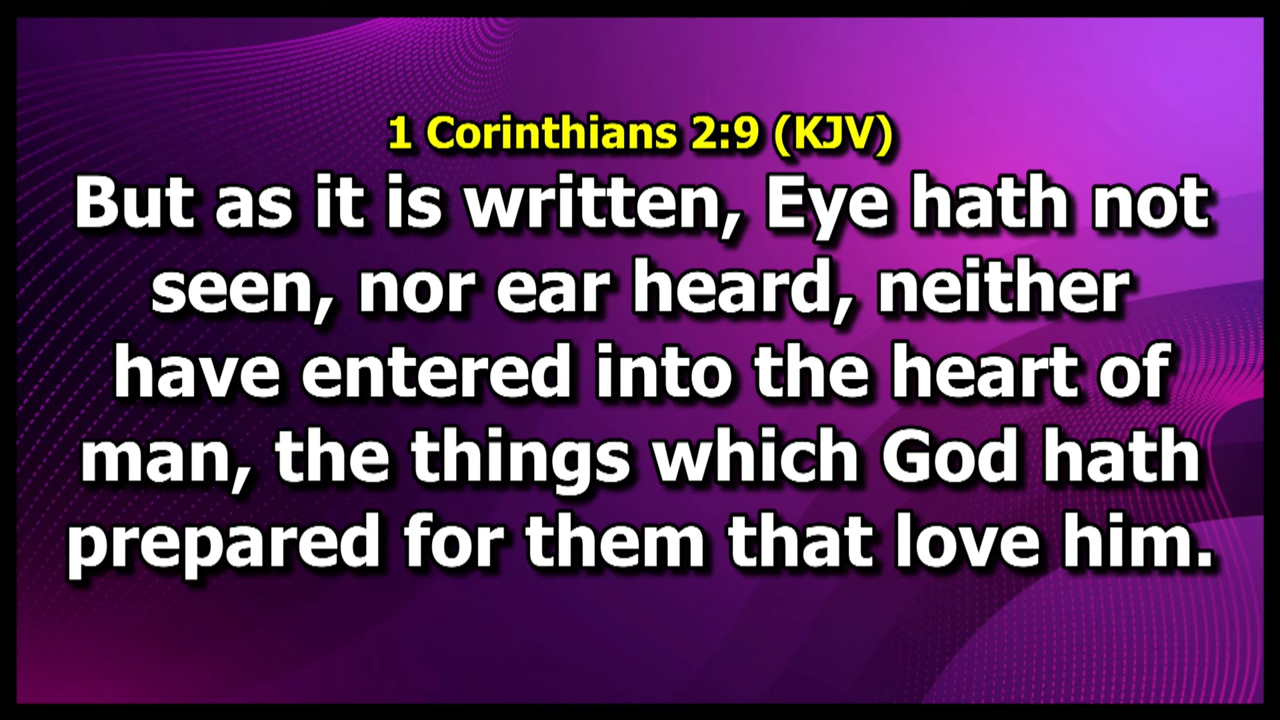 1 Corinthians 2:9 (KJV)
But as it is written, Eye hath not
seen, nor ear heard, neither
have entered into the heart of
man, the things which God hath
prepared for them that love him.